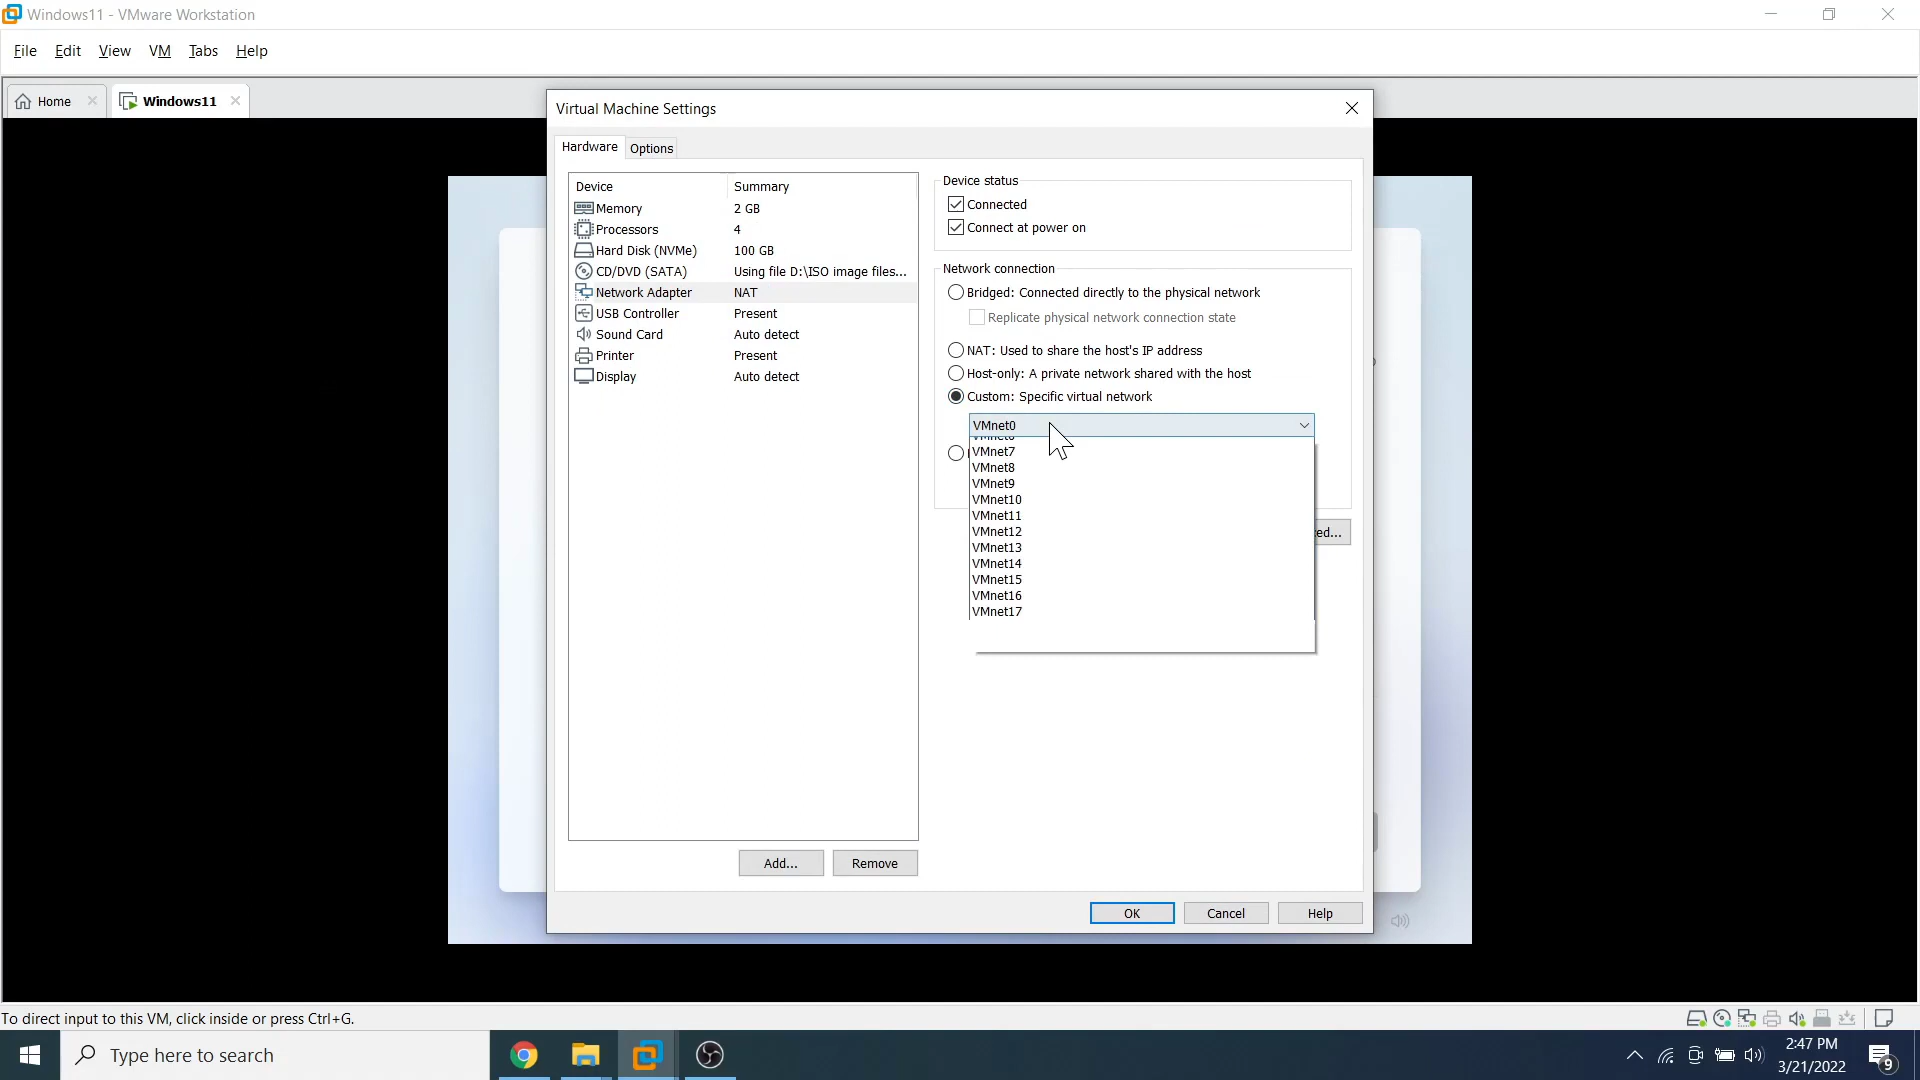 Windows11 - VMware Workstation
File Edit View VM Tabs Help
Home
Windows11
Virtual Machine Settings
Hardware Options
Device Summary
Memory 2 GB
Processors 4
Hard Disk (NVMe) 100 GB
CD/DVD (SATA) Using file D:\ISO image files...
Network Adapter NAT
USB Controller Present
Sound Card Auto detect
Printer Present
Display Auto detect
Add... Remove
Device status
Connected
Connect at power on
Network connection
Bridged: Connected directly to the physical network
Replicate physical network connection state
NAT: Used to share the host's IP address
Host-only: A private network shared with the host
Custom: Specific virtual network
VMnet0
VMnet7
VMnet8
VMnet9
VMnet10
VMnet11
VMnet12
VMnet13
VMnet14
VMnet15
VMnet16
VMnet17
OK Cancel Help
To direct input to this VM, click inside or press Ctrl+G.
Type here to search
2:47 PM
3/21/2022
9